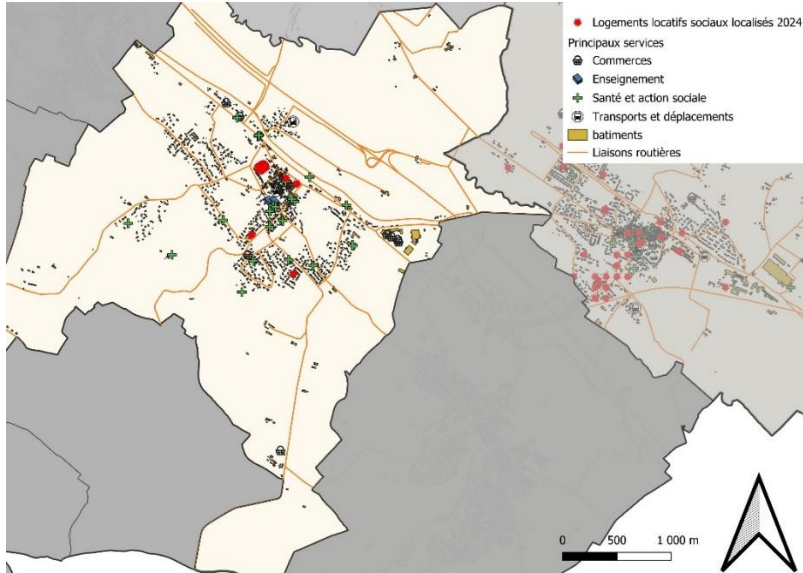 Logements locatifs sociaux localisés 2024
Principaux services
Commerces
Enseignement
Santé et action sociale
Transports et déplacements
batiments
Liaisons routières
0 500 1 000 m